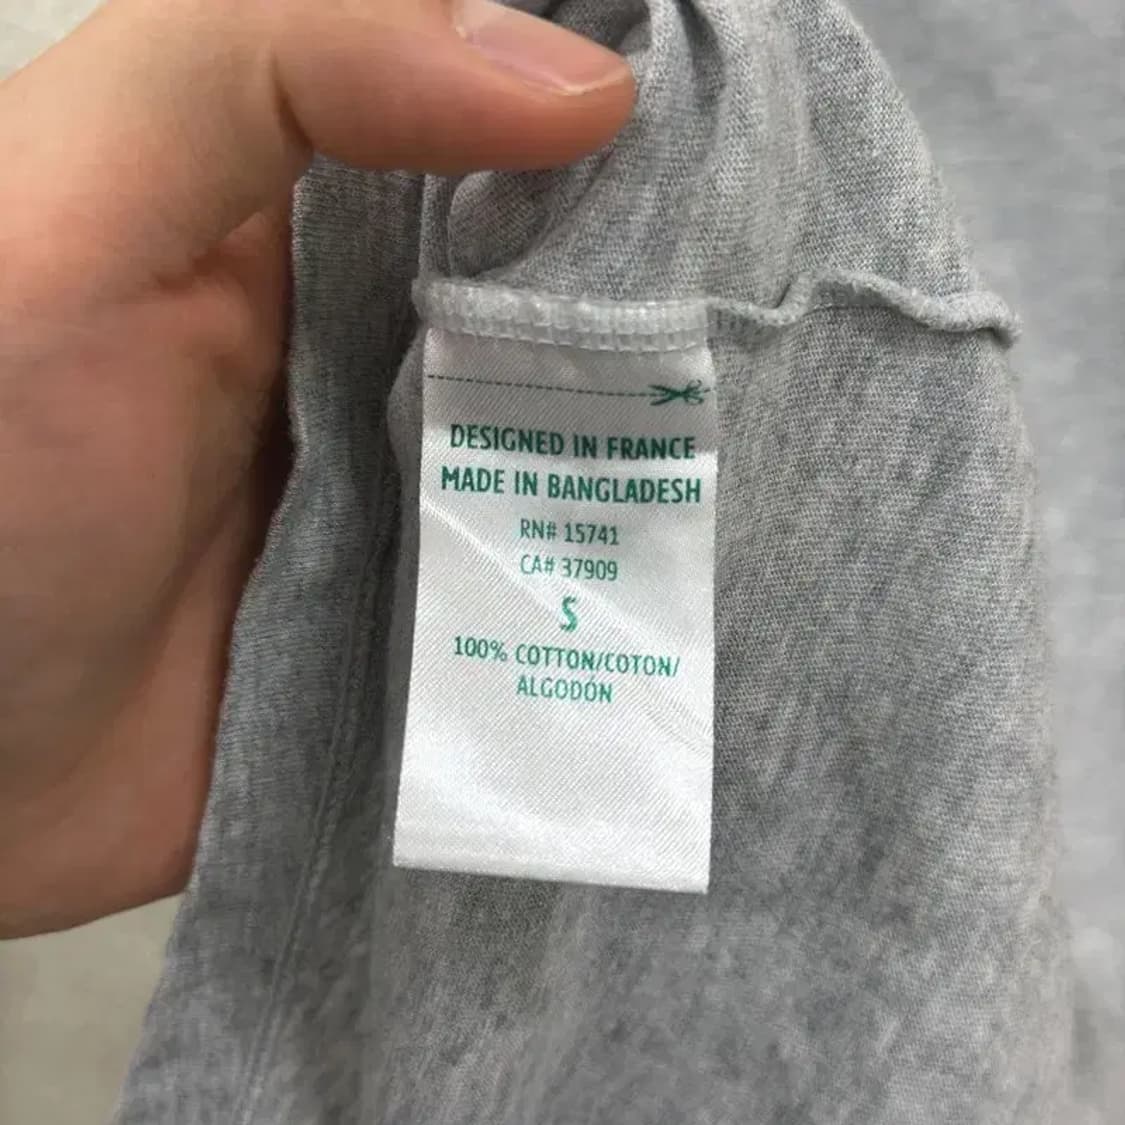 DESIGNED IN FRANCE
MADE IN BANGLADESH
RN# 15741
CA# 37909
S
100% COTTON/COTON/
ALGODÓN